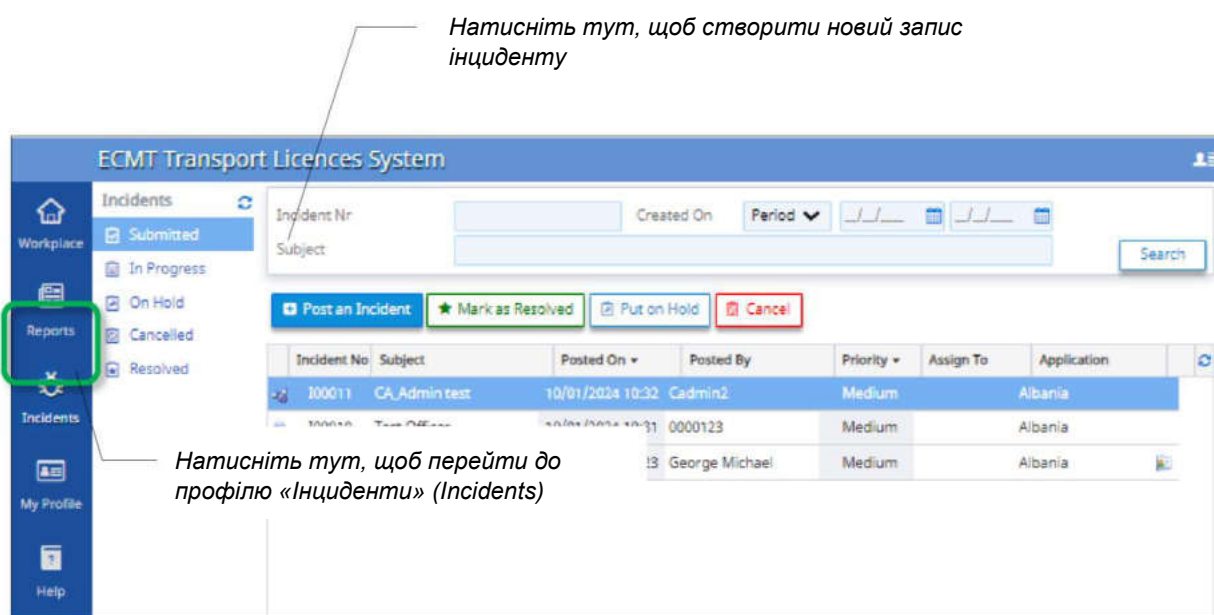 Натисніть тут, щоб створити новий запис
інциденту
ECMT Transport Licences System
Workplace
Reports
Incidents
My Profile
Help
Incidents
Submitted
In Progress
On Hold
Cancelled
Resolved
Incident Nr
Created On
Period
_/_/__
_/_/__
Subject
Search
Post an Incident
Mark as Resolved
Put on Hold
Cancel
Incident No Subject Posted On Posted By Priority Assign To Application
I00011 CA_Admin test 10/01/2024 10:32 Cadmin2 Medium Albania
0000123 Medium Albania
George Michael Medium Albania
Натисніть тут, щоб перейти до
профілю «Інциденти» (Incidents)